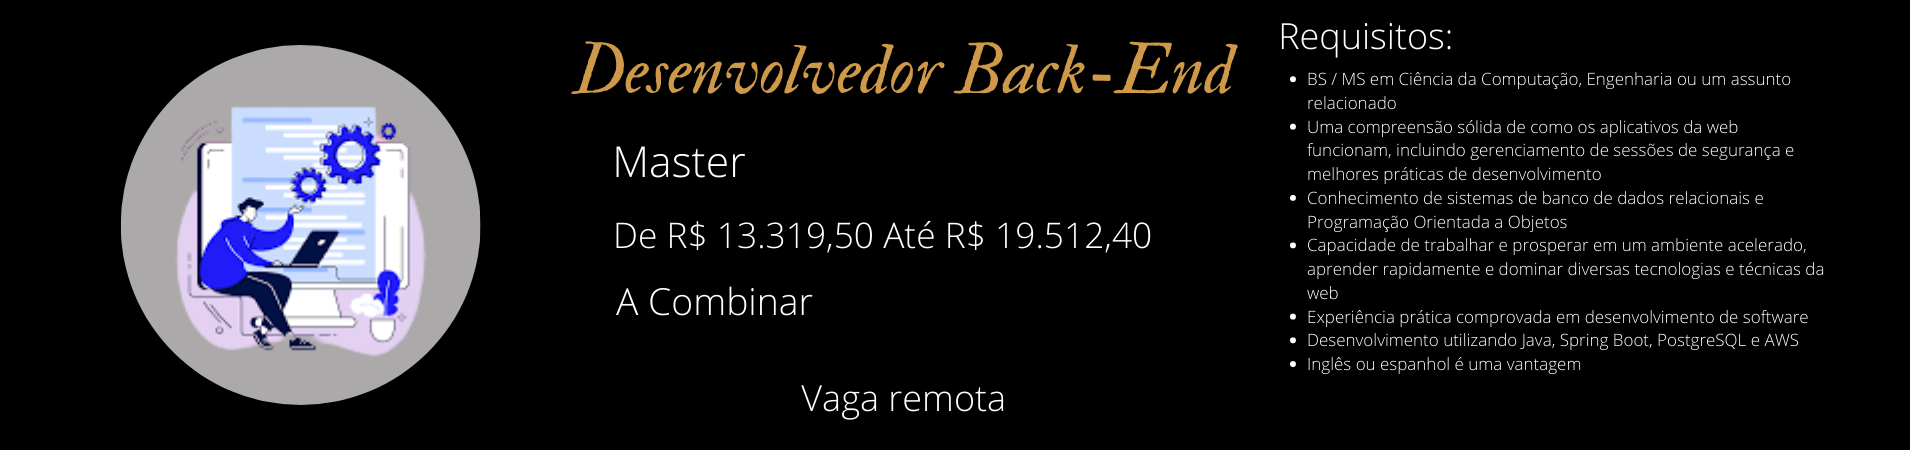 Desenvolvedor Back-End
Master
De R$ 13.319,50 Até R$ 19.512,40
A Combinar
Vaga remota
Requisitos:
• BS / MS em Ciência da Computação, Engenharia ou um assunto
relacionado
• Uma compreensão sólida de como os aplicativos da web
funcionam, incluindo gerenciamento de sessões de segurança e
melhores práticas de desenvolvimento
• Conhecimento de sistemas de banco de dados relacionais e
Programação Orientada a Objetos
• Capacidade de trabalhar e prosperar em um ambiente acelerado,
aprender rapidamente e dominar diversas tecnologias e técnicas da
web
• Experiência prática comprovada em desenvolvimento de software
• Desenvolvimento utilizando Java, Spring Boot, PostgreSQL e AWS
• Inglês ou espanhol é uma vantagem